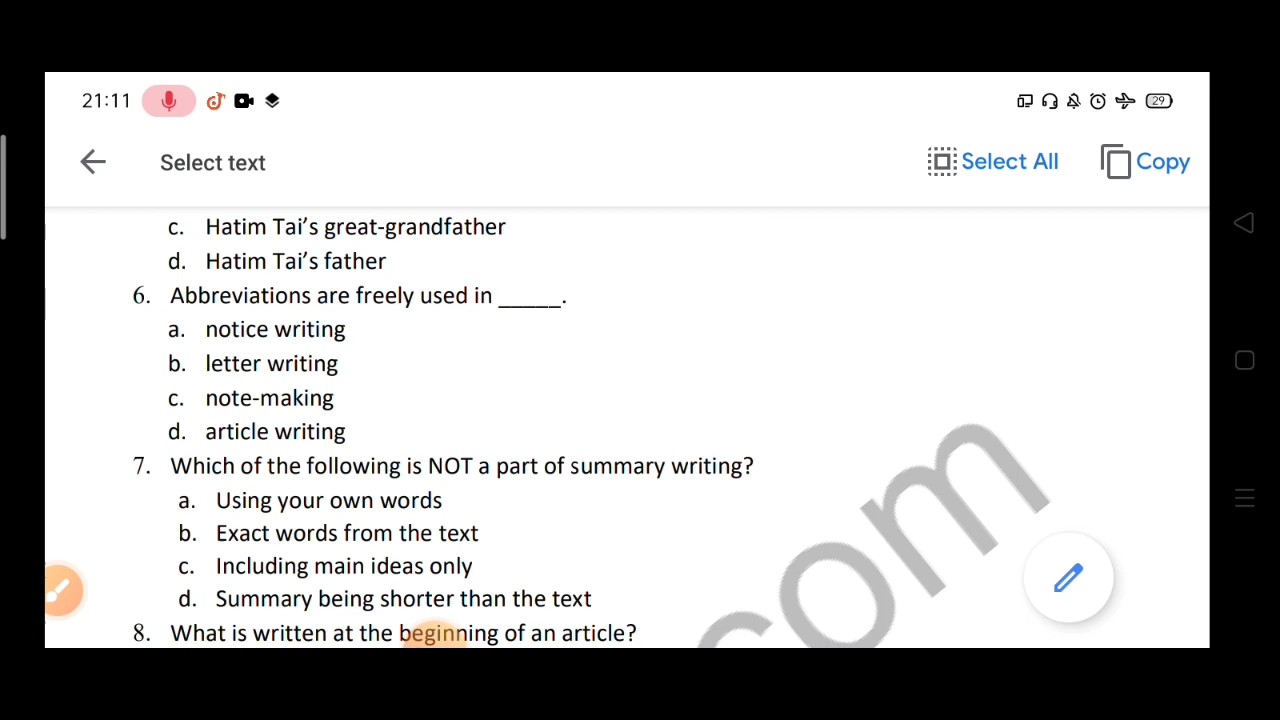 21:11
29
Select text
Select All
Copy
c. Hatim Tai's great-grandfather
d. Hatim Tai's father
6. Abbreviations are freely used in _____.
a. notice writing
b. letter writing
c. note-making
d. article writing
7. Which of the following is NOT a part of summary writing?
a. Using your own words
b. Exact words from the text
c. Including main ideas only
d. Summary being shorter than the text
8. What is written at the beginning of an article?
com